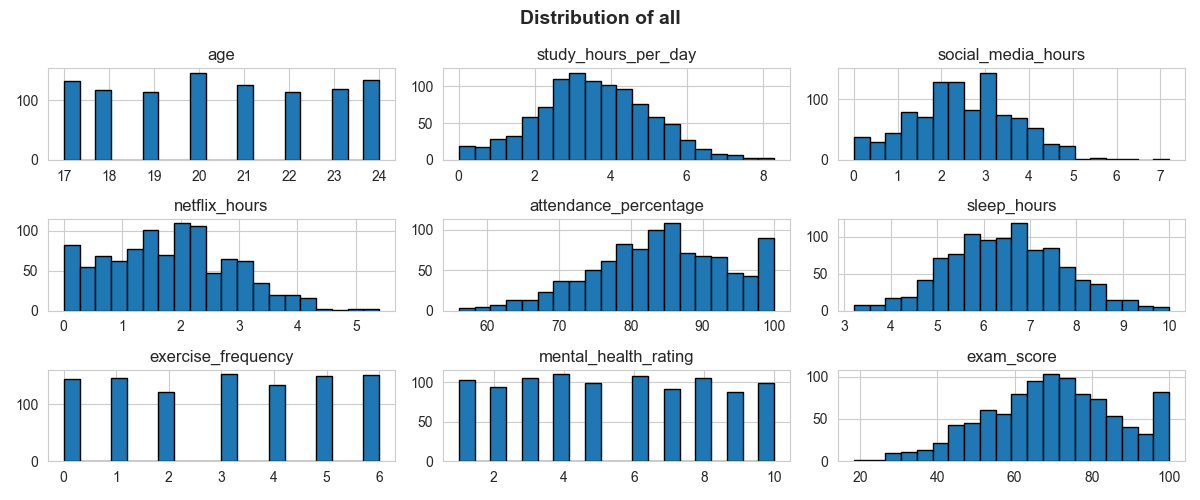 Distribution of all
age
study_hours_per_day
social_media_hours
100
0
17 18 19 20 21 22 23 24
100
50
0
0 2 4 6 8
100
0
0 1 2 3 4 5 6 7
netflix_hours
attendance_percentage
sleep_hours
100
50
0
0 1 2 3 4 5
100
50
0
60 70 80 90 100
100
50
0
3 4 5 6 7 8 9 10
exercise_frequency
mental_health_rating
exam_score
100
0
0 1 2 3 4 5 6
100
50
0
2 4 6 8 10
100
50
0
20 40 60 80 100